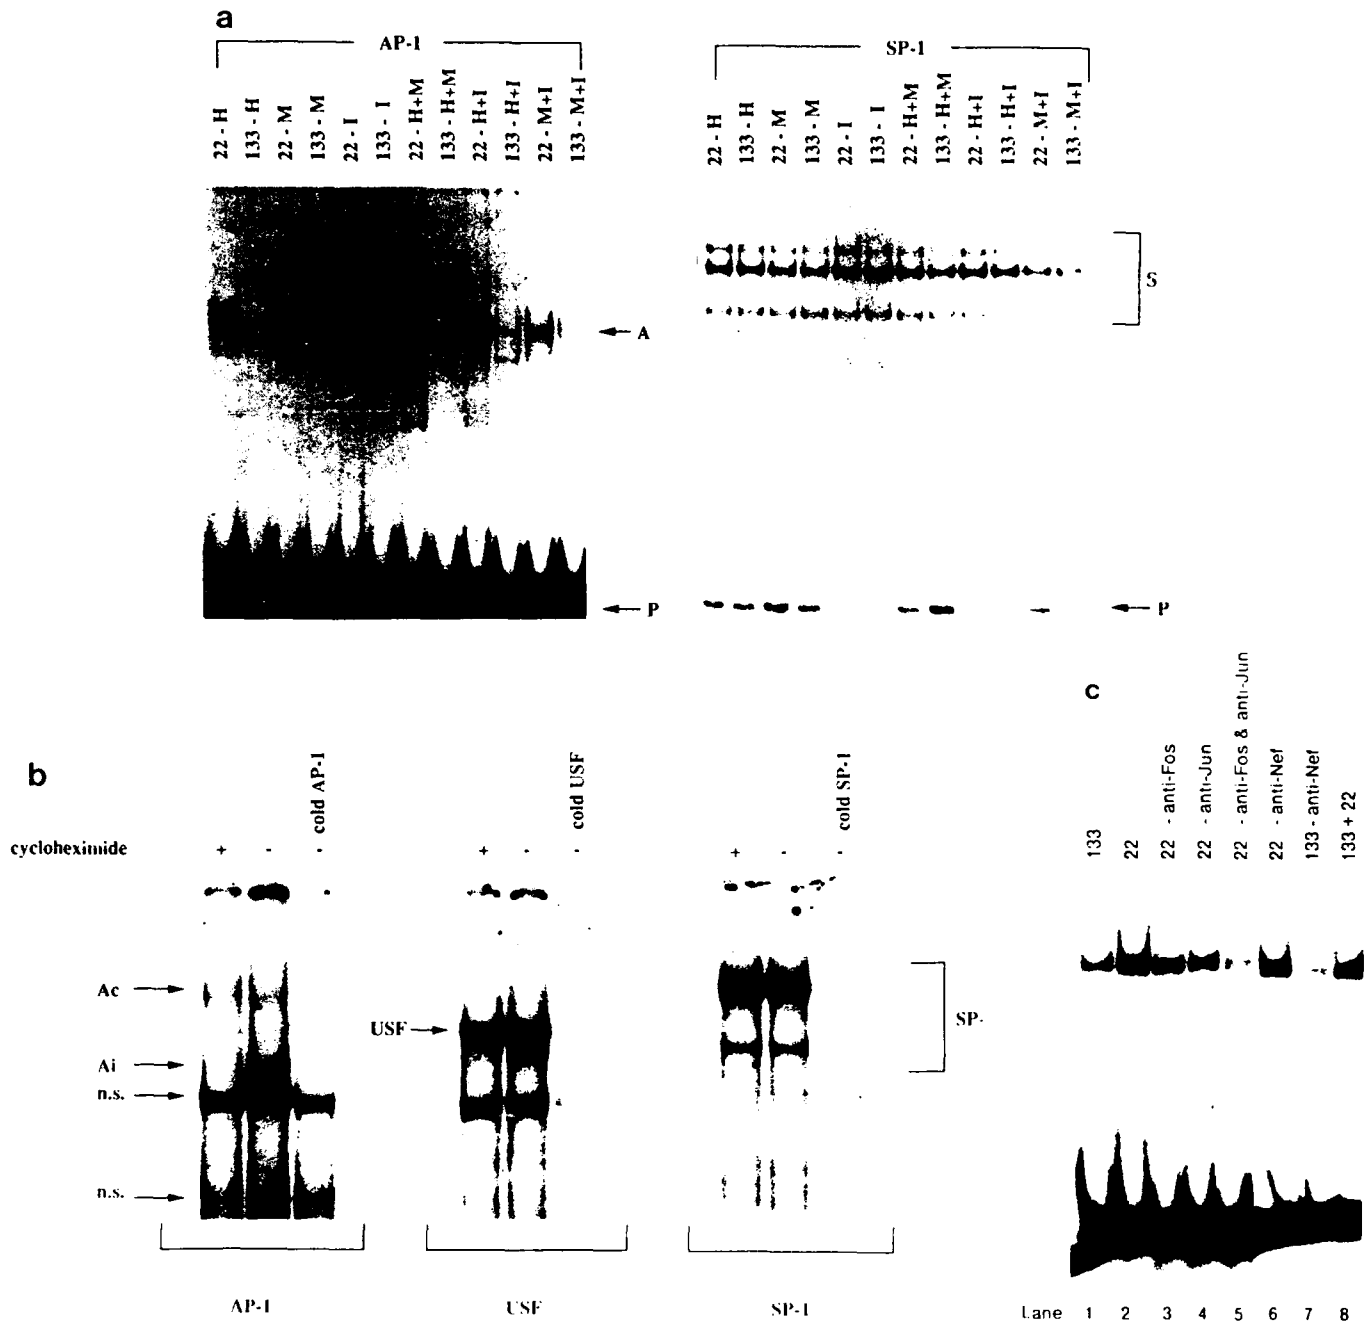 a
AP-1
22 - H
133 - H
22 - M
133 - M
22 - I
133 - I
22 - H+M
133 - H+M
22 - H+I
133 - H+I
22 - M+I
133 - M+I
A
P
SP-1
22 - H
133 - H
22 - M
133 - M
22 - I
133 - I
22 - H+M
133 - H+M
22 - H+I
133 - H+I
22 - M+I
133 - M+I
S
P
b
cycloheximide
+
-
-
cold AP-1
Ac
Ai
n.s.
n.s.
AP-1
+
-
-
cold USF
USF
USF
+
-
-
cold SP-1
SP-
SP-1
c
133
22
22 - anti-Fos
22 - anti-Jun
22 - anti-Fos & anti-Jun
22 - anti-Nef
133 - anti-Nef
133 + 22
Lane 1 2 3 4 5 6 7 8